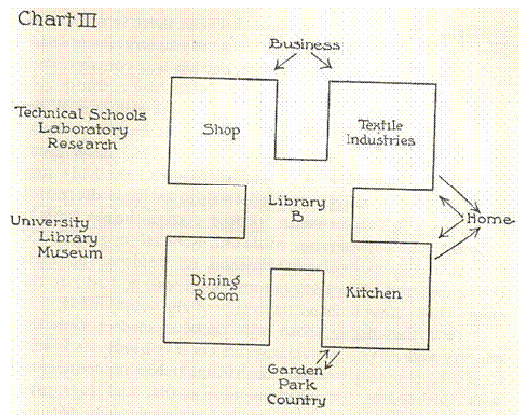 Chart III
Business
Technical Schools
Laboratory
Research
Shop
Textile
Industries
Library
B
University
Library
Museum
Home
Dining
Room
Kitchen
Garden
Park
Country